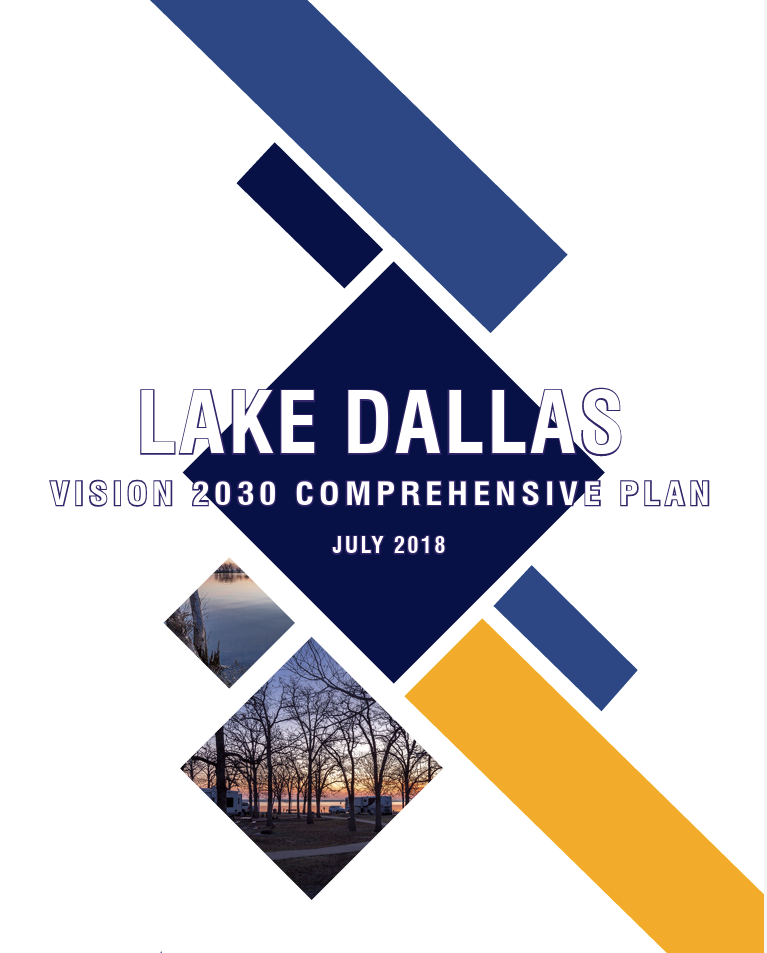 LAKE DALLAS
VISION 2030 COMPREHENSIVE PLAN
JULY 2018